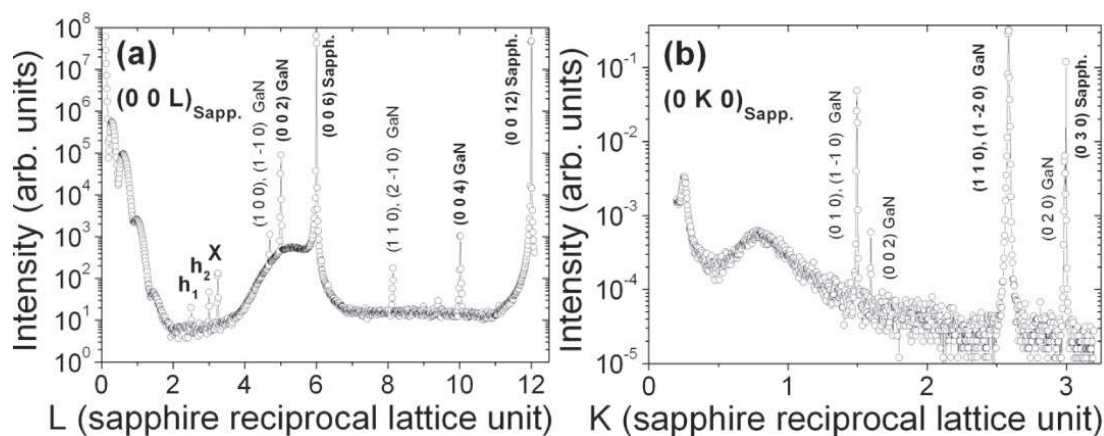 (a)
(0 0 L)Sapp.
Intensity (arb. units)
10^8
10^7
10^6
10^5
10^4
10^3
10^2
10^1
10^0
h1
h2
X
(1 0 0), (1 -1 0) GaN
(0 0 2) GaN
(0 0 6) Sapph.
(1 1 0), (2 -1 0) GaN
(0 0 4) GaN
(0 0 12) Sapph.
0 2 4 6 8 10 12
L (sapphire reciprocal lattice unit)
(b)
(0 K 0)Sapp.
Intensity (arb. units)
10^-1
10^-2
10^-3
10^-4
10^-5
(0 1 0), (1 -1 0) GaN
(0 0 2) GaN
(1 1 0), (1 -2 0) GaN
(0 2 0) GaN
(0 3 0) Sapph.
0 1 2 3
K (sapphire reciprocal lattice unit)